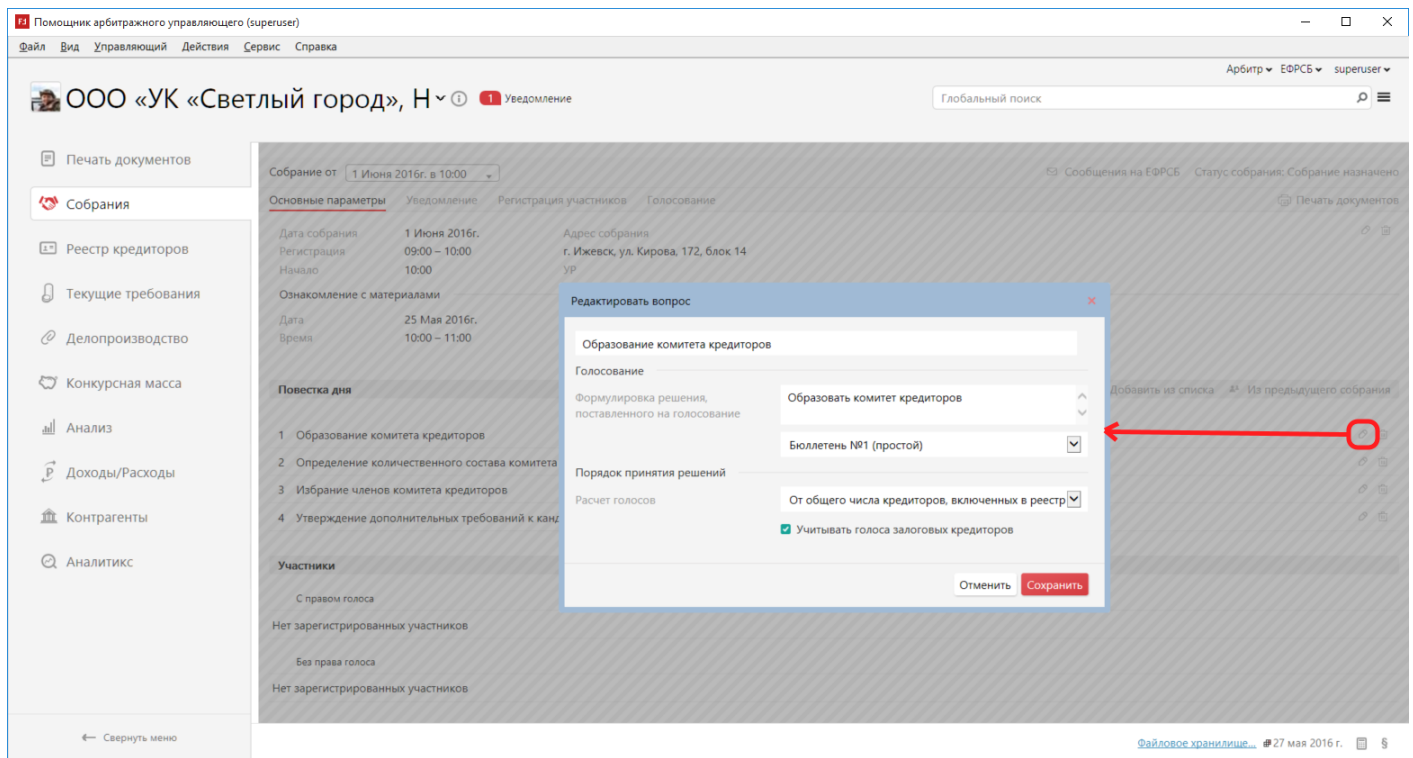 Помощник арбитражного управляющего (superuser)
Файл Вид Управляющий Действия Сервис Справка
Арбитр ЕФРСБ superuser
ООО «УК «Светлый город», Н 1 Уведомление
Глобальный поиск
Печать документов
Собрания
Реестр кредиторов
Текущие требования
Делопроизводство
Конкурсная масса
Анализ
Доходы/Расходы
Контрагенты
Аналитикс
Свернуть меню
Собрание от 1 Июня 2016г. в 10:00 Сообщения на ЕФРСБ Статус собрания: Собрание назначено
Основные параметры Уведомление Регистрация участников Голосование Печать документов
Дата собрания 1 Июня 2016г. Адрес собрания
Регистрация 09:00 – 10:00 г. Ижевск, ул. Кирова, 172, блок 14
Начало 10:00 УР
Ознакомление с материалами
Дата 25 Мая 2016г.
Время 10:00 – 11:00
Повестка дня Добавить из списка Из предыдущего собрания
1 Образование комитета кредиторов
2 Определение количественного состава комитета
3 Избрание членов комитета кредиторов
4 Утверждение дополнительных требований к канд
Участники
С правом голоса
Нет зарегистрированных участников
Без права голоса
Нет зарегистрированных участников
Редактировать вопрос
Образование комитета кредиторов
Голосование
Формулировка решения,
поставленного на голосование
Образовать комитет кредиторов
Бюллетень №1 (простой)
Порядок принятия решений
Расчет голосов От общего числа кредиторов, включенных в реестр
Учитывать голоса залоговых кредиторов
Отменить Сохранить
Файловое хранилище... 27 мая 2016 г. §